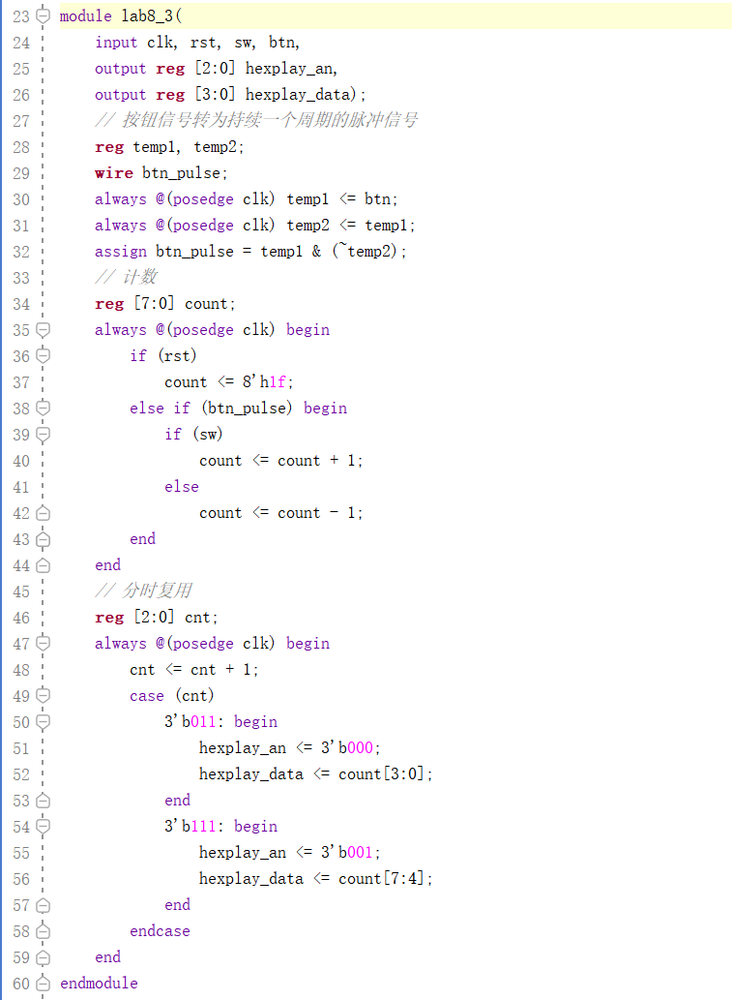 23 module lab8_3(
24 input clk, rst, sw, btn,
25 output reg [2:0] hexplay_an,
26 output reg [3:0] hexplay_data);
27 // 按钮信号转为持续一个周期的脉冲信号
28 reg temp1, temp2;
29 wire btn_pulse;
30 always @(posedge clk) temp1 <= btn;
31 always @(posedge clk) temp2 <= temp1;
32 assign btn_pulse = temp1 & (~temp2);
33 // 计数
34 reg [7:0] count;
35 always @(posedge clk) begin
36 if (rst)
37 count <= 8'h1f;
38 else if (btn_pulse) begin
39 if (sw)
40 count <= count + 1;
41 else
42 count <= count - 1;
43 end
44 end
45 // 分时复用
46 reg [2:0] cnt;
47 always @(posedge clk) begin
48 cnt <= cnt + 1;
49 case (cnt)
50 3'b011: begin
51 hexplay_an <= 3'b000;
52 hexplay_data <= count[3:0];
53 end
54 3'b111: begin
55 hexplay_an <= 3'b001;
56 hexplay_data <= count[7:4];
57 end
58 endcase
59 end
60 endmodule